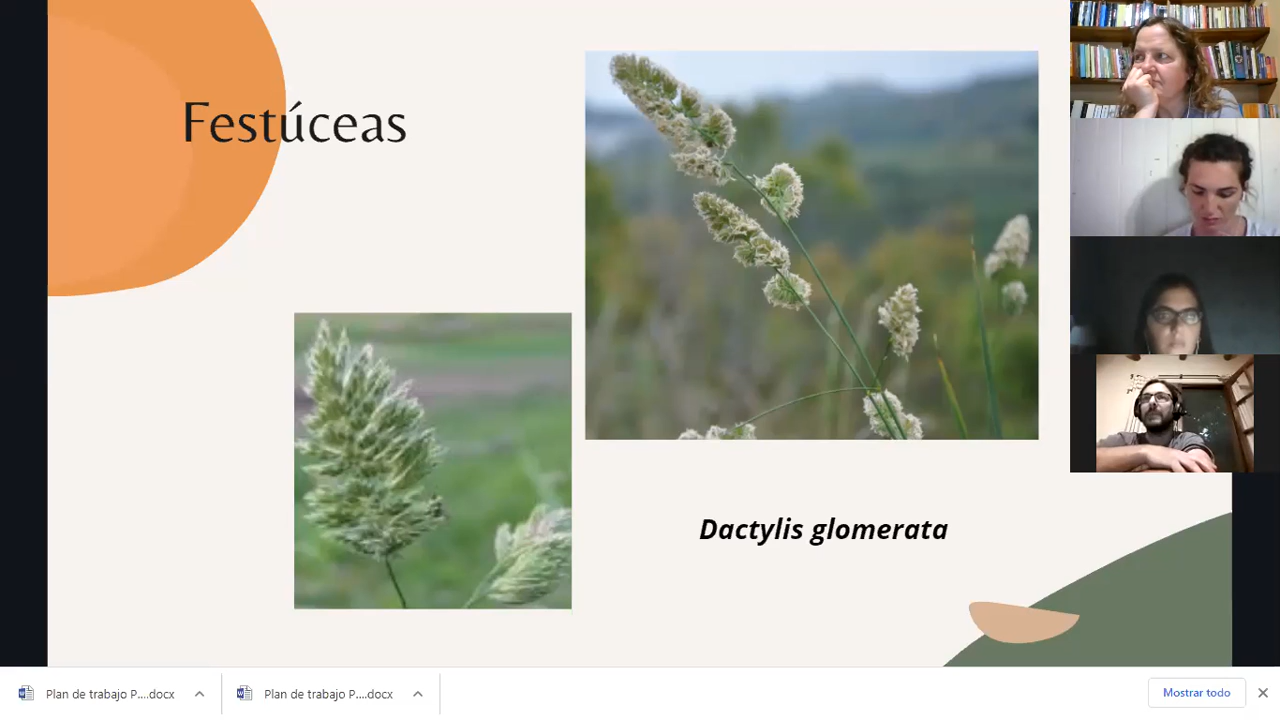 Festúceas
Dactylis glomerata
Plan de trabajo P....docx
Plan de trabajo P....docx
Mostrar todo